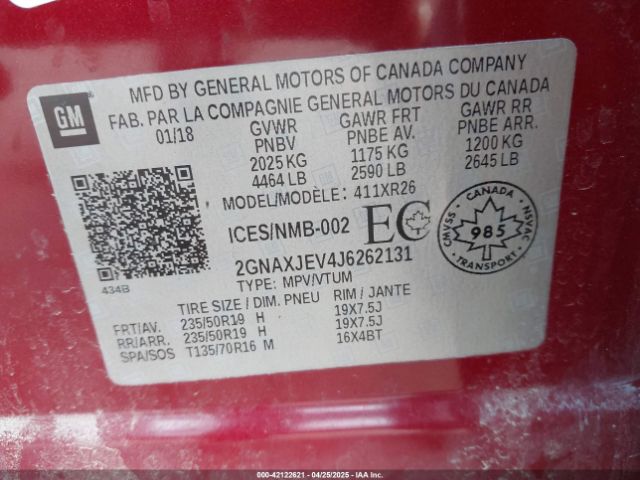 GM
MFD BY GENERAL MOTORS OF CANADA COMPANY
FAB. PAR LA COMPAGNIE GENERAL MOTORS DU CANADA
01/18
GVWR
PNBV
2025 KG
4464 LB
GAWR FRT
PNBE AV.
1175 KG
2590 LB
GAWR RR
PNBE ARR.
1200 KG
2645 LB
MODEL/MODÈLE: 411XR26
ICES/NMB-002 EC
CANADA
CMVSS
985
NSVAC
434B
2GNAXJEV4J6262131
TYPE: MPV/VTUM
TIRE SIZE / DIM. PNEU RIM / JANTE
FRT/AV. 235/50R19 H 19X7.5J
RR/ARR. 235/50R19 H 19X7.5J
SPA/SOS T135/70R16 M 16X4BT
000-42122621 - 04/25/2025 - IAA Inc.